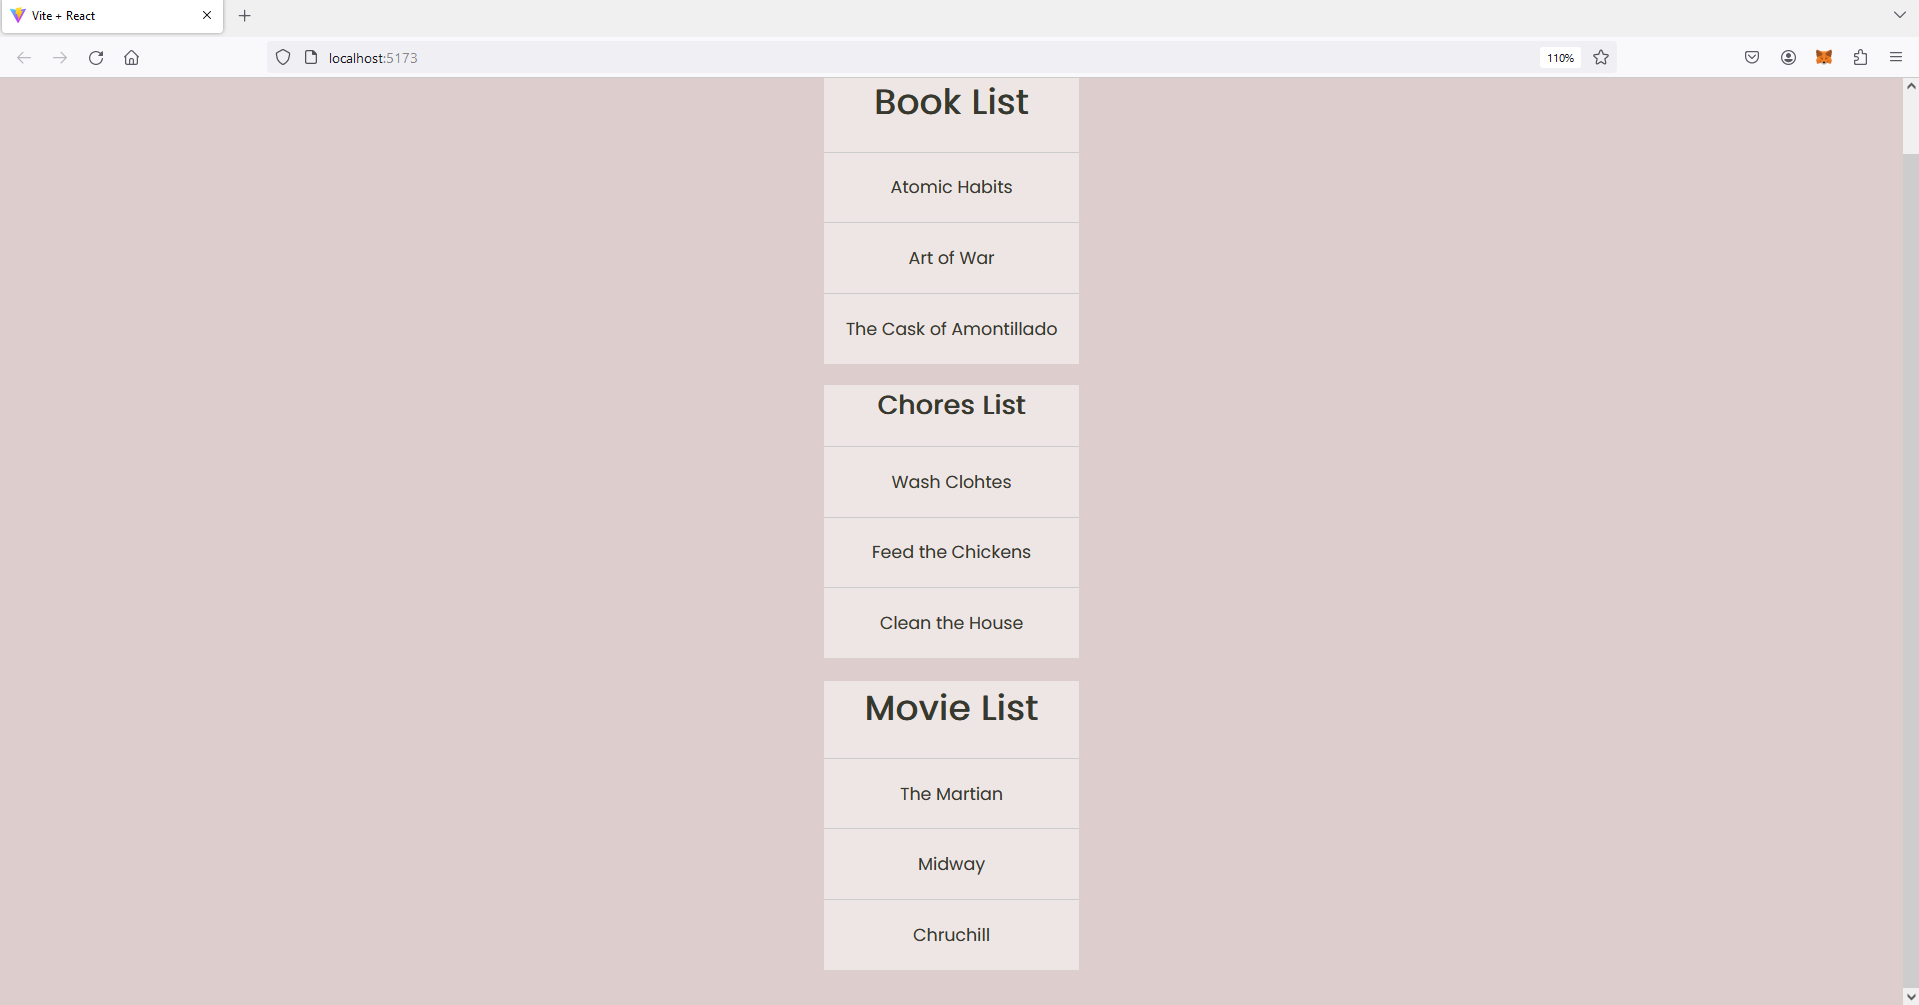 Vite + React
localhost:5173
110%
Book List
Atomic Habits
Art of War
The Cask of Amontillado
Chores List
Wash Clohtes
Feed the Chickens
Clean the House
Movie List
The Martian
Midway
Chruchill